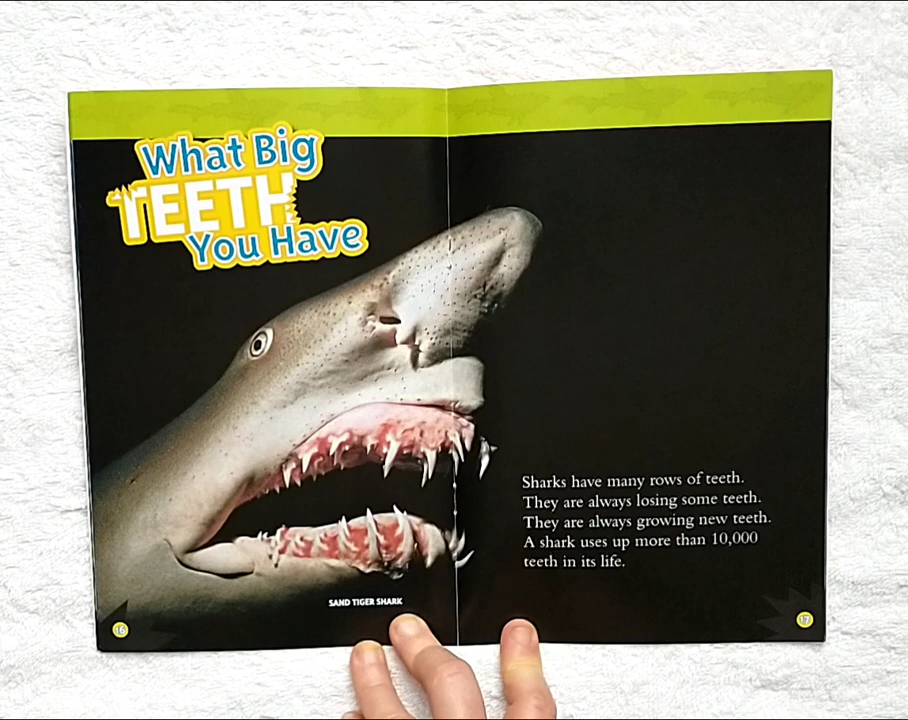 What Big
TEETH
You Have
SAND TIGER SHARK
16
Sharks have many rows of teeth.
They are always losing some teeth.
They are always growing new teeth.
A shark uses up more than 10,000
teeth in its life.
17